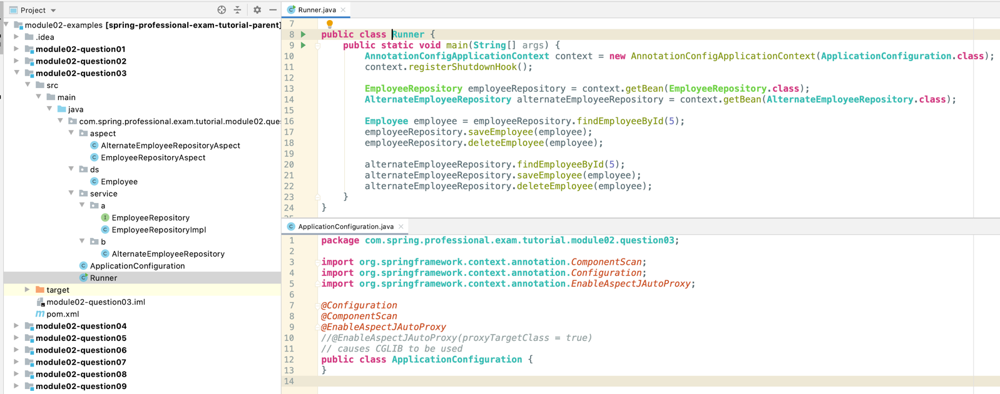 Project
module02-examples [spring-professional-exam-tutorial-parent]
.idea
module02-question01
module02-question02
module02-question03
src
main
java
com.spring.professional.exam.tutorial.module02.que
aspect
AlternateEmployeeRepositoryAspect
EmployeeRepositoryAspect
ds
Employee
service
a
EmployeeRepository
EmployeeRepositoryImpl
b
AlternateEmployeeRepository
ApplicationConfiguration
Runner
target
module02-question03.iml
pom.xml
module02-question04
module02-question05
module02-question06
module02-question07
module02-question08
module02-question09
Runner.java
7
8 public class Runner {
9 public static void main(String[] args) {
10 AnnotationConfigApplicationContext context = new AnnotationConfigApplicationContext(ApplicationConfiguration.class);
11 context.registerShutdownHook();
12
13 EmployeeRepository employeeRepository = context.getBean(EmployeeRepository.class);
14 AlternateEmployeeRepository alternateEmployeeRepository = context.getBean(AlternateEmployeeRepository.class);
15
16 Employee employee = employeeRepository.findEmployeeById(5);
17 employeeRepository.saveEmployee(employee);
18 employeeRepository.deleteEmployee(employee);
19
20 alternateEmployeeRepository.findEmployeeById(5);
21 alternateEmployeeRepository.saveEmployee(employee);
22 alternateEmployeeRepository.deleteEmployee(employee);
23 }
24 }
ApplicationConfiguration.java
1 package com.spring.professional.exam.tutorial.module02.question03;
2
3 import org.springframework.context.annotation.ComponentScan;
4 import org.springframework.context.annotation.Configuration;
5 import org.springframework.context.annotation.EnableAspectJAutoProxy;
6
7 @Configuration
8 @ComponentScan
9 @EnableAspectJAutoProxy
10 //@EnableAspectJAutoProxy(proxyTargetClass = true)
11 // causes CGLIB to be used
12 public class ApplicationConfiguration {
13 }
14